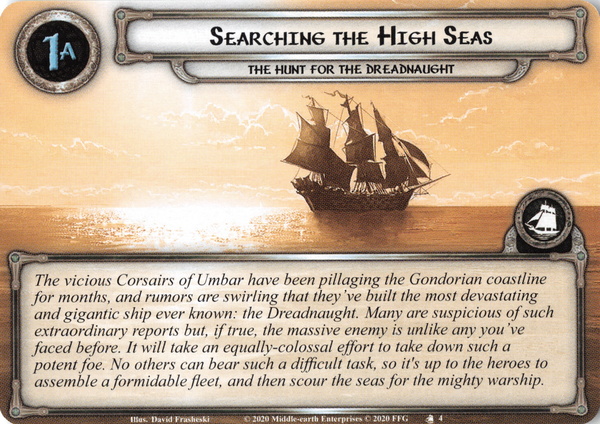 1A
Searching the High Seas
The Hunt for the Dreadnaught
The vicious Corsairs of Umbar have been pillaging the Gondorian coastline
for months, and rumors are swirling that they've built the most devastating
and gigantic ship ever known: the Dreadnaught. Many are suspicious of such
extraordinary reports but, if true, the massive enemy is unlike any you've
faced before. It will take an equally-colossal effort to take down such a
potent foe. No others can bear such a difficult task, so it's up to the heroes to
assemble a formidable fleet, and then scour the seas for the mighty warship.
Illus. David Frasheski © 2020 Middle-earth Enterprises © 2020 FFG 4